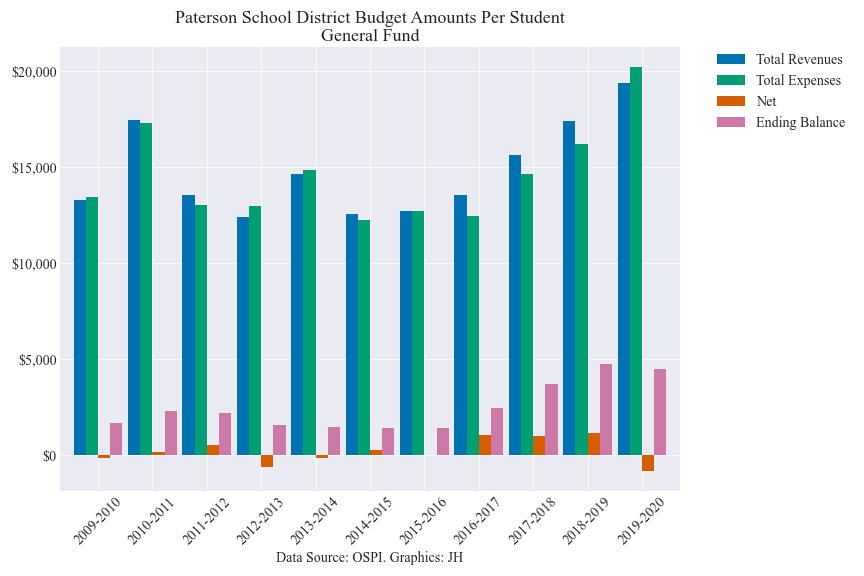 Paterson School District Budget Amounts Per Student
General Fund
Total Revenues
Total Expenses
Net
Ending Balance
$20,000
$15,000
$10,000
$5,000
$0
2009-2010
2010-2011
2011-2012
2012-2013
2013-2014
2014-2015
2015-2016
2016-2017
2017-2018
2018-2019
2019-2020
Data Source: OSPI. Graphics: JH